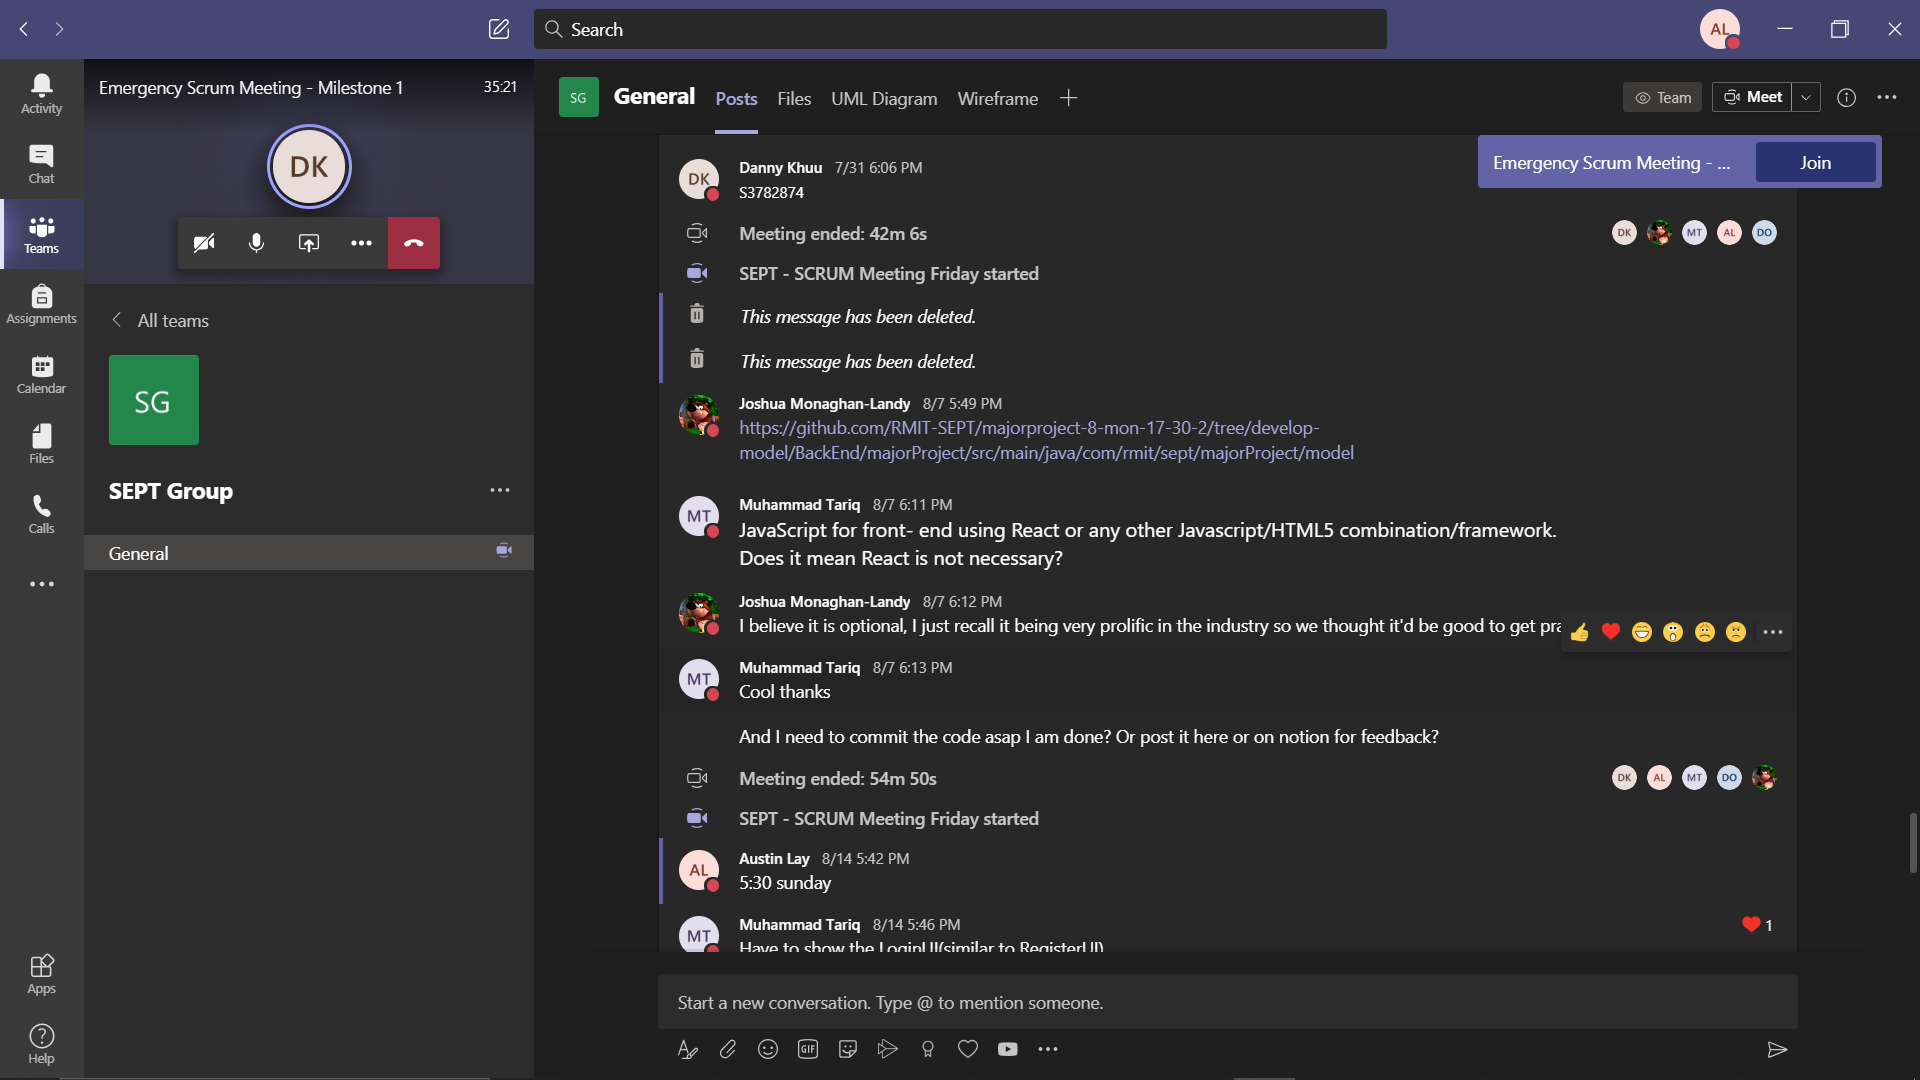 Search
AL
Activity
Chat
Teams
Assignments
Calendar
Files
Calls
Apps
Help
Emergency Scrum Meeting - Milestone 1
35:21
DK
All teams
SG
SEPT Group
General
SG
General
Posts
Files
UML Diagram
Wireframe
Team
Meet
Emergency Scrum Meeting - ...
Join
DK
Danny Khuu 7/31 6:06 PM
S3782874
Meeting ended: 42m 6s
DK MT AL DO
SEPT - SCRUM Meeting Friday started
This message has been deleted.
This message has been deleted.
Joshua Monaghan-Landy 8/7 5:49 PM
https://github.com/RMIT-SEPT/majorproject-8-mon-17-30-2/tree/develop-
model/BackEnd/majorProject/src/main/java/com/rmit/sept/majorProject/model
MT
Muhammad Tariq 8/7 6:11 PM
JavaScript for front- end using React or any other Javascript/HTML5 combination/framework.
Does it mean React is not necessary?
Joshua Monaghan-Landy 8/7 6:12 PM
I believe it is optional, I just recall it being very prolific in the industry so we thought it'd be good to get pra
MT
Muhammad Tariq 8/7 6:13 PM
Cool thanks
And I need to commit the code asap I am done? Or post it here or on notion for feedback?
Meeting ended: 54m 50s
DK AL MT DO
SEPT - SCRUM Meeting Friday started
AL
Austin Lay 8/14 5:42 PM
5:30 sunday
MT
Muhammad Tariq 8/14 5:46 PM
1
Have to show the LoginUI(similar to RegisterUI)
Start a new conversation. Type @ to mention someone.
GIF